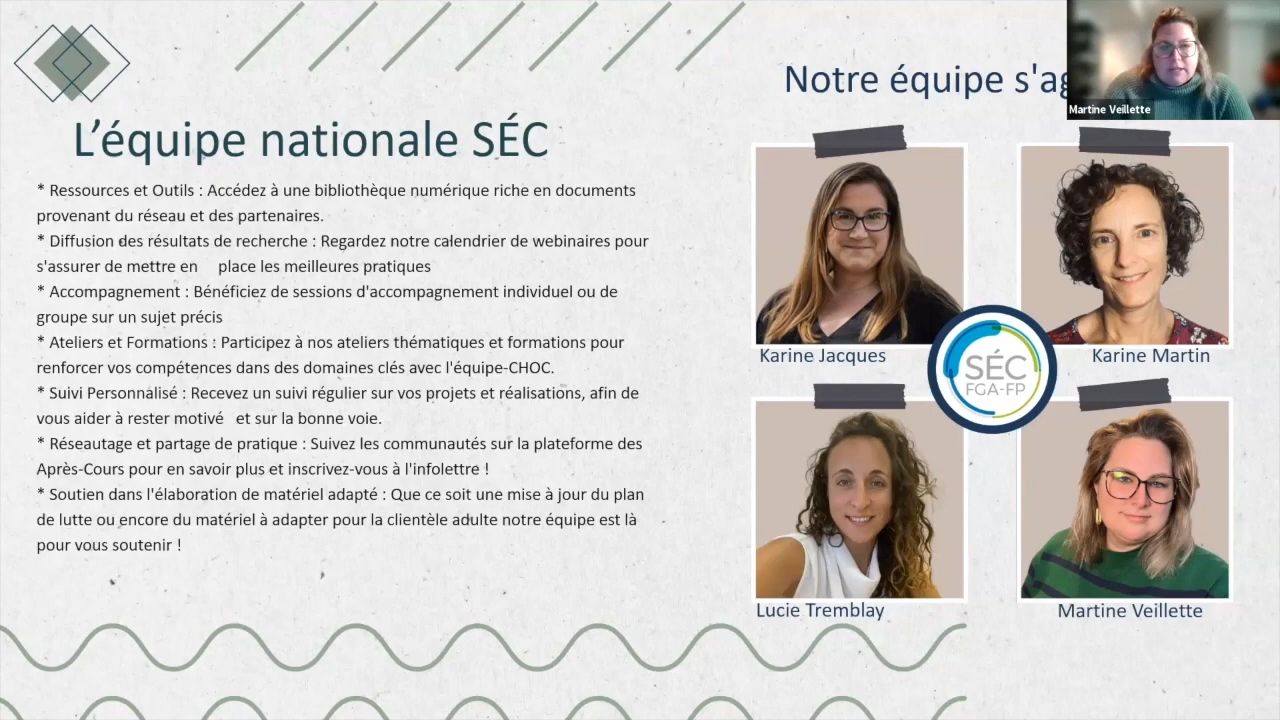 L’équipe nationale SÉC
* Ressources et Outils : Accédez à une bibliothèque numérique riche en documents
provenant du réseau et des partenaires.
* Diffusion des résultats de recherche : Regardez notre calendrier de webinaires pour
s'assurer de mettre en place les meilleures pratiques
* Accompagnement : Bénéficiez de sessions d'accompagnement individuel ou de
groupe sur un sujet précis
* Ateliers et Formations : Participez à nos ateliers thématiques et formations pour
renforcer vos compétences dans des domaines clés avec l'équipe-CHOC.
* Suivi Personnalisé : Recevez un suivi régulier sur vos projets et réalisations, afin de
vous aider à rester motivé et sur la bonne voie.
* Réseautage et partage de pratique : Suivez les communautés sur la plateforme des
Après-Cours pour en savoir plus et inscrivez-vous à l'infolettre !
* Soutien dans l'élaboration de matériel adapté : Que ce soit une mise à jour du plan
de lutte ou encore du matériel à adapter pour la clientèle adulte notre équipe est là
pour vous soutenir !
Notre équipe
Martine Veillette
Karine Jacques
Karine Martin
SÉC
FGA-FP
Lucie Tremblay
Martine Veillette